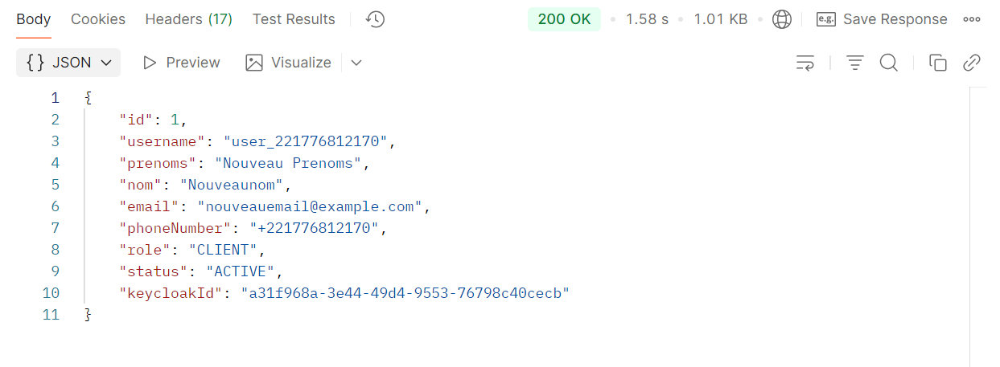 Body Cookies Headers (17) Test Results 200 OK 1.58 s 1.01 KB e.g. Save Response
{} JSON Preview Visualize
1 {
2 "id": 1,
3 "username": "user_221776812170",
4 "prenoms": "Nouveau Prenoms",
5 "nom": "Nouveaunom",
6 "email": "nouveauemail@example.com",
7 "phoneNumber": "+221776812170",
8 "role": "CLIENT",
9 "status": "ACTIVE",
10 "keycloakId": "a31f968a-3e44-49d4-9553-76798c40cecb"
11 }